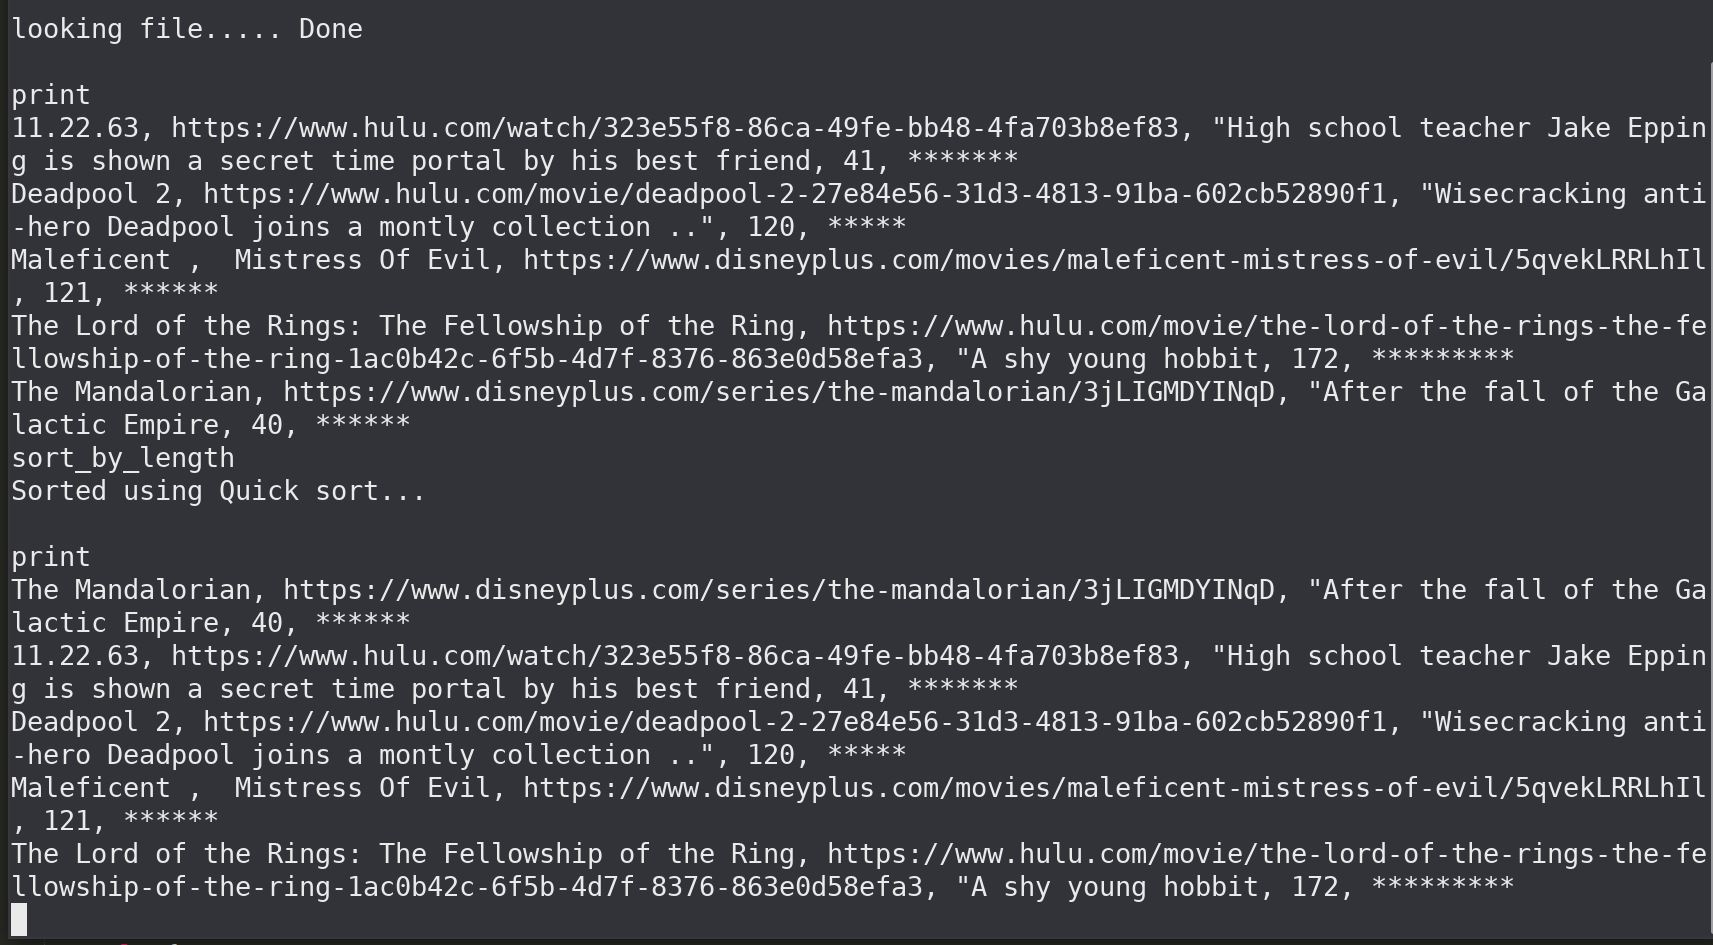 looking file..... Done
print
11.22.63, https://www.hulu.com/watch/323e55f8-86ca-49fe-bb48-4fa703b8ef83, "High school teacher Jake Eppin
g is shown a secret time portal by his best friend, 41, *******
Deadpool 2, https://www.hulu.com/movie/deadpool-2-27e84e56-31d3-4813-91ba-602cb52890f1, "Wisecracking anti
-hero Deadpool joins a montly collection ..", 120, *****
Maleficent ,  Mistress Of Evil, https://www.disneyplus.com/movies/maleficent-mistress-of-evil/5qvekLRRLhIl
, 121, ******
The Lord of the Rings: The Fellowship of the Ring, https://www.hulu.com/movie/the-lord-of-the-rings-the-fe
llowship-of-the-ring-1ac0b42c-6f5b-4d7f-8376-863e0d58efa3, "A shy young hobbit, 172, *********
The Mandalorian, https://www.disneyplus.com/series/the-mandalorian/3jLIGMDYINqD, "After the fall of the Ga
lactic Empire, 40, ******
sort_by_length
Sorted using Quick sort...
print
The Mandalorian, https://www.disneyplus.com/series/the-mandalorian/3jLIGMDYINqD, "After the fall of the Ga
lactic Empire, 40, ******
11.22.63, https://www.hulu.com/watch/323e55f8-86ca-49fe-bb48-4fa703b8ef83, "High school teacher Jake Eppin
g is shown a secret time portal by his best friend, 41, *******
Deadpool 2, https://www.hulu.com/movie/deadpool-2-27e84e56-31d3-4813-91ba-602cb52890f1, "Wisecracking anti
-hero Deadpool joins a montly collection ..", 120, *****
Maleficent ,  Mistress Of Evil, https://www.disneyplus.com/movies/maleficent-mistress-of-evil/5qvekLRRLhIl
, 121, ******
The Lord of the Rings: The Fellowship of the Ring, https://www.hulu.com/movie/the-lord-of-the-rings-the-fe
llowship-of-the-ring-1ac0b42c-6f5b-4d7f-8376-863e0d58efa3, "A shy young hobbit, 172, *********